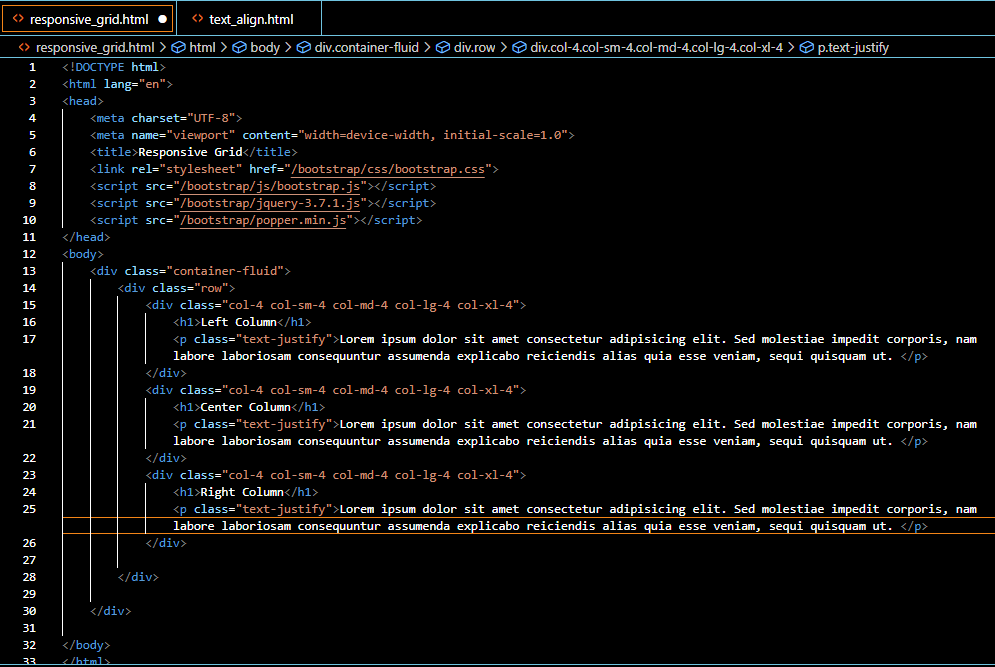 responsive_grid.html
text_align.html
responsive_grid.html > html > body > div.container-fluid > div.row > div.col-4.col-sm-4.col-md-4.col-lg-4.col-xl-4 > p.text-justify
1 <!DOCTYPE html>
2 <html lang="en">
3 <head>
4 <meta charset="UTF-8">
5 <meta name="viewport" content="width=device-width, initial-scale=1.0">
6 <title>Responsive Grid</title>
7 <link rel="stylesheet" href="/bootstrap/css/bootstrap.css">
8 <script src="/bootstrap/js/bootstrap.js"></script>
9 <script src="/bootstrap/jquery-3.7.1.js"></script>
10 <script src="/bootstrap/popper.min.js"></script>
11 </head>
12 <body>
13 <div class="container-fluid">
14 <div class="row">
15 <div class="col-4 col-sm-4 col-md-4 col-lg-4 col-xl-4">
16 <h1>Left Column</h1>
17 <p class="text-justify">Lorem ipsum dolor sit amet consectetur adipisicing elit. Sed molestiae impedit corporis, nam
labore laboriosam consequuntur assumenda explicabo reiciendis alias quia esse veniam, sequi quisquam ut. </p>
18 </div>
19 <div class="col-4 col-sm-4 col-md-4 col-lg-4 col-xl-4">
20 <h1>Center Column</h1>
21 <p class="text-justify">Lorem ipsum dolor sit amet consectetur adipisicing elit. Sed molestiae impedit corporis, nam
labore laboriosam consequuntur assumenda explicabo reiciendis alias quia esse veniam, sequi quisquam ut. </p>
22 </div>
23 <div class="col-4 col-sm-4 col-md-4 col-lg-4 col-xl-4">
24 <h1>Right Column</h1>
25 <p class="text-justify">Lorem ipsum dolor sit amet consectetur adipisicing elit. Sed molestiae impedit corporis, nam
labore laboriosam consequuntur assumenda explicabo reiciendis alias quia esse veniam, sequi quisquam ut. </p>
26 </div>
27
28 </div>
29
30 </div>
31
32 </body>
33 </html>